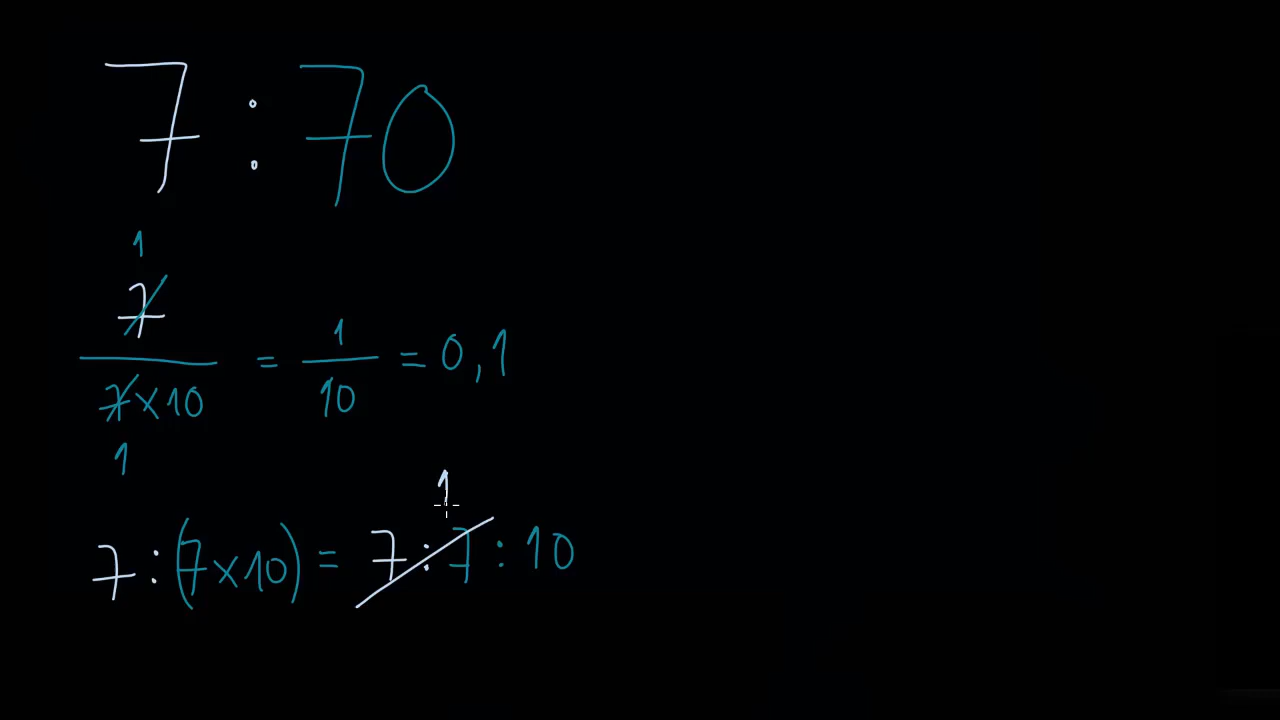 7 : 70
1
7
7 x 10
1
= 1/10 = 0,1
1
7 : (7 x 10) = 7 : 7 : 10